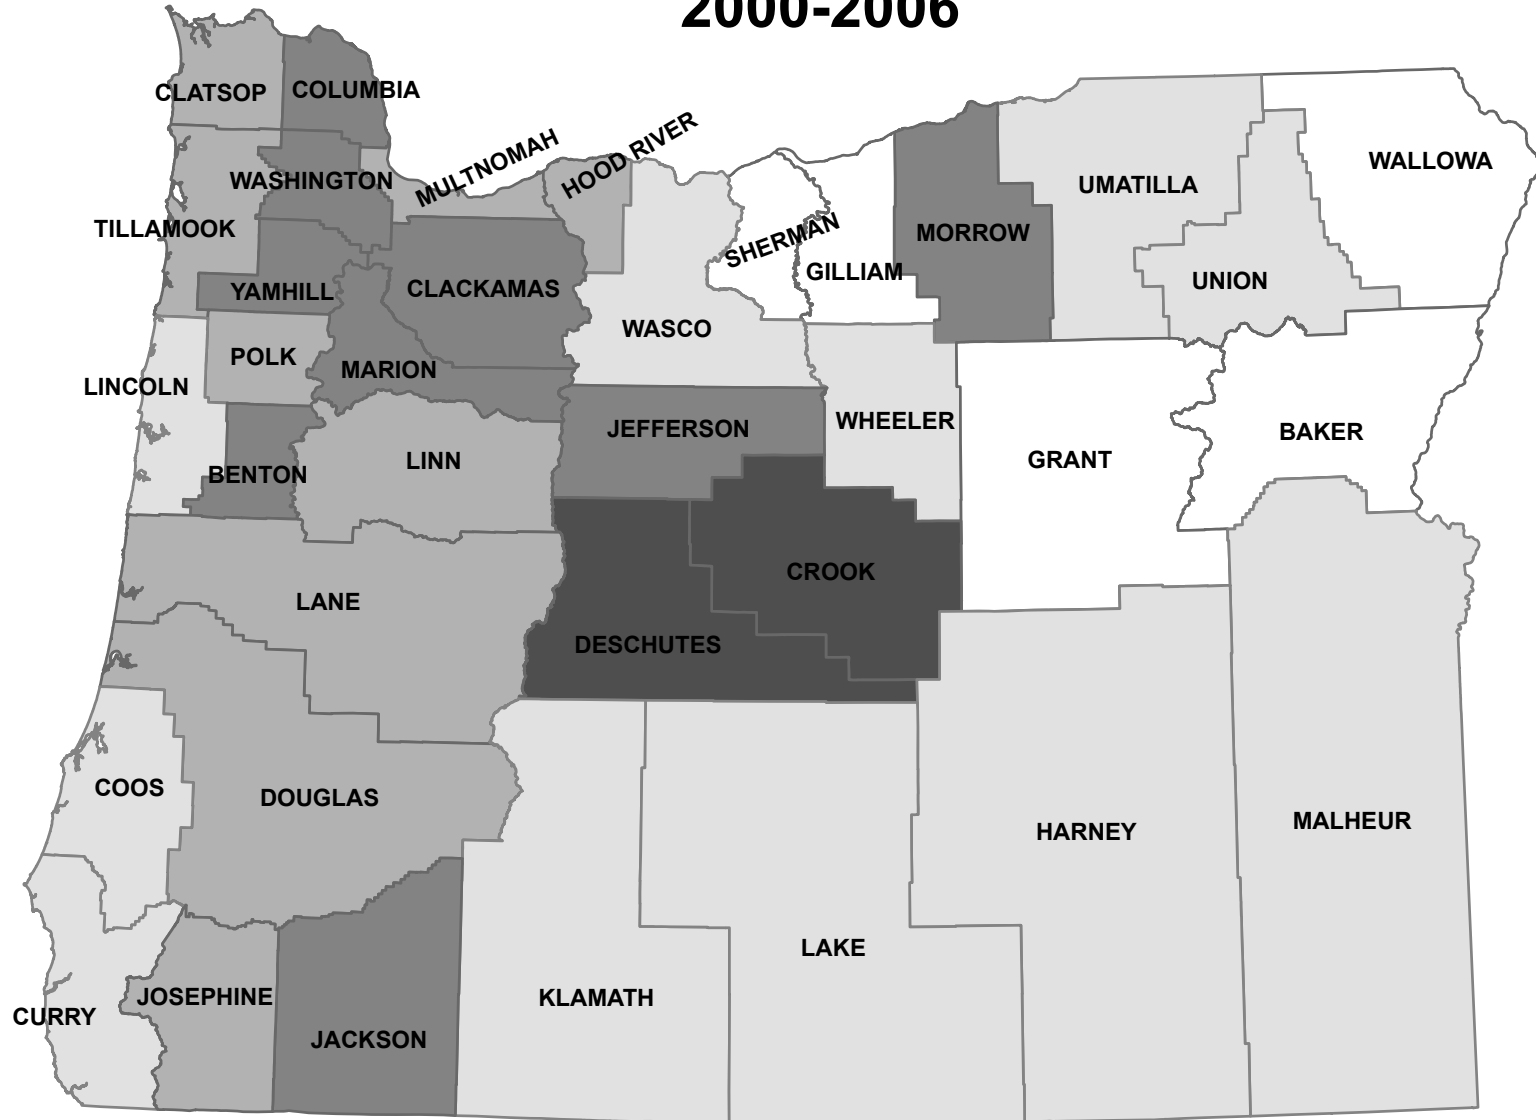 2000-2006
CLATSOP
COLUMBIA
MULTNOMAH
HOOD RIVER
WASHINGTON
TILLAMOOK
WALLOWA
UMATILLA
MORROW
SHERMAN
GILLIAM
UNION
YAMHILL
CLACKAMAS
WASCO
POLK
MARION
LINCOLN
JEFFERSON
WHEELER
BAKER
BENTON
LINN
GRANT
CROOK
LANE
DESCHUTES
COOS
DOUGLAS
HARNEY
MALHEUR
LAKE
JOSEPHINE
KLAMATH
CURRY
JACKSON